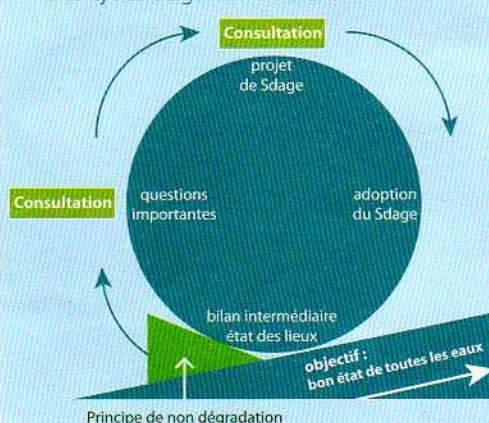 Consultation
projet
de Sdage
Consultation
questions
importantes
adoption
du Sdage
bilan intermédiaire
état des lieux
objectif :
bon état de toutes les eaux
Principe de non dégradation